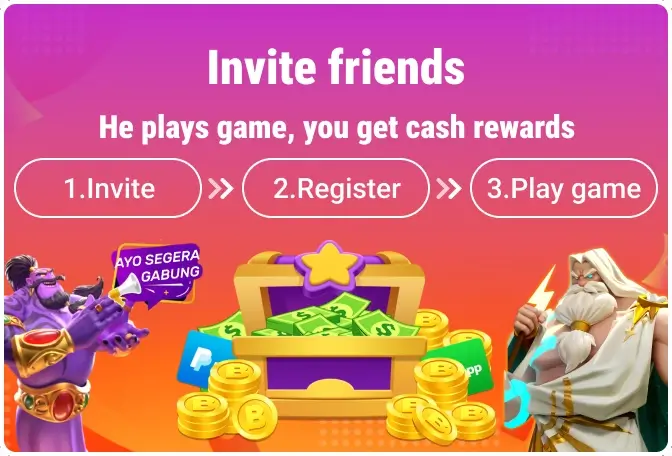 Invite friends
He plays game, you get cash rewards
1.Invite
2.Register
3.Play game
AYO SEGERA
GABUNG
P
pp